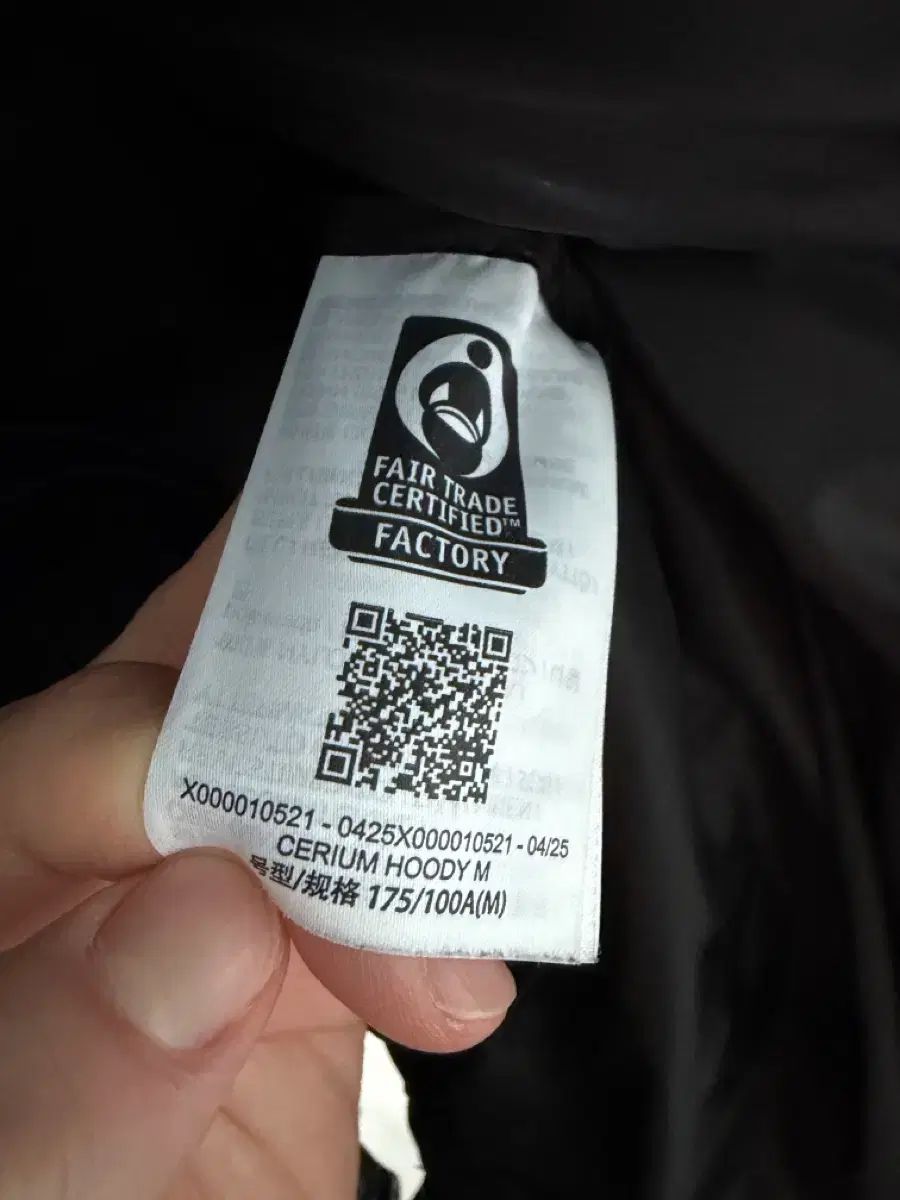 FAIR TRADE
CERTIFIED™
FACTORY
X000010521 - 0425X000010521 - 04/25
CERIUM HOODY M
号型/规格 175/100A(M)